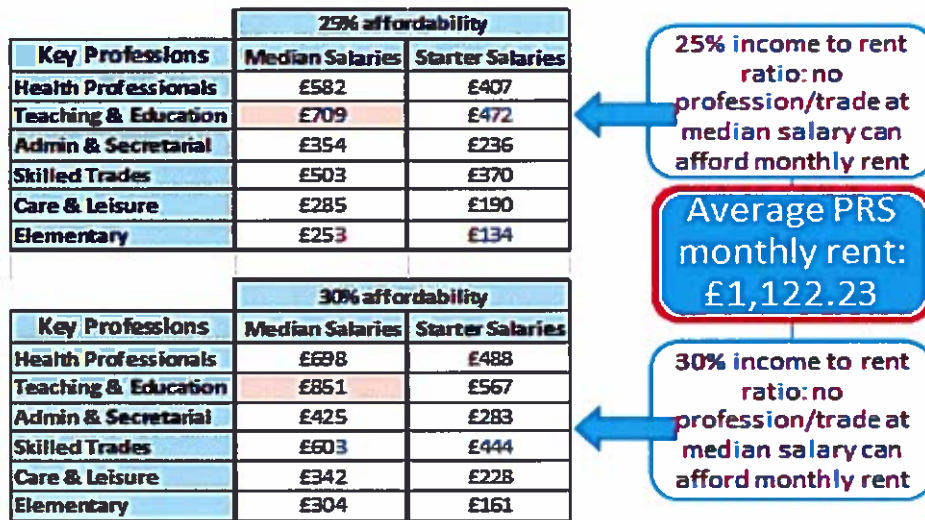 25% affordability
Key Professions Median Salaries Starter Salaries
Health Professionals £582 £407
Teaching & Education £709 £472
Admin & Secretarial £354 £236
Skilled Trades £503 £370
Care & Leisure £285 £190
Elementary £253 £134
30% affordability
Key Professions Median Salaries Starter Salaries
Health Professionals £698 £488
Teaching & Education £851 £567
Admin & Secretarial £425 £283
Skilled Trades £603 £444
Care & Leisure £342 £228
Elementary £304 £161
25% income to rent
ratio: no
profession/trade at
median salary can
afford monthly rent
Average PRS
monthly rent:
£1,122.23
30% income to rent
ratio: no
profession/trade at
median salary can
afford monthly rent